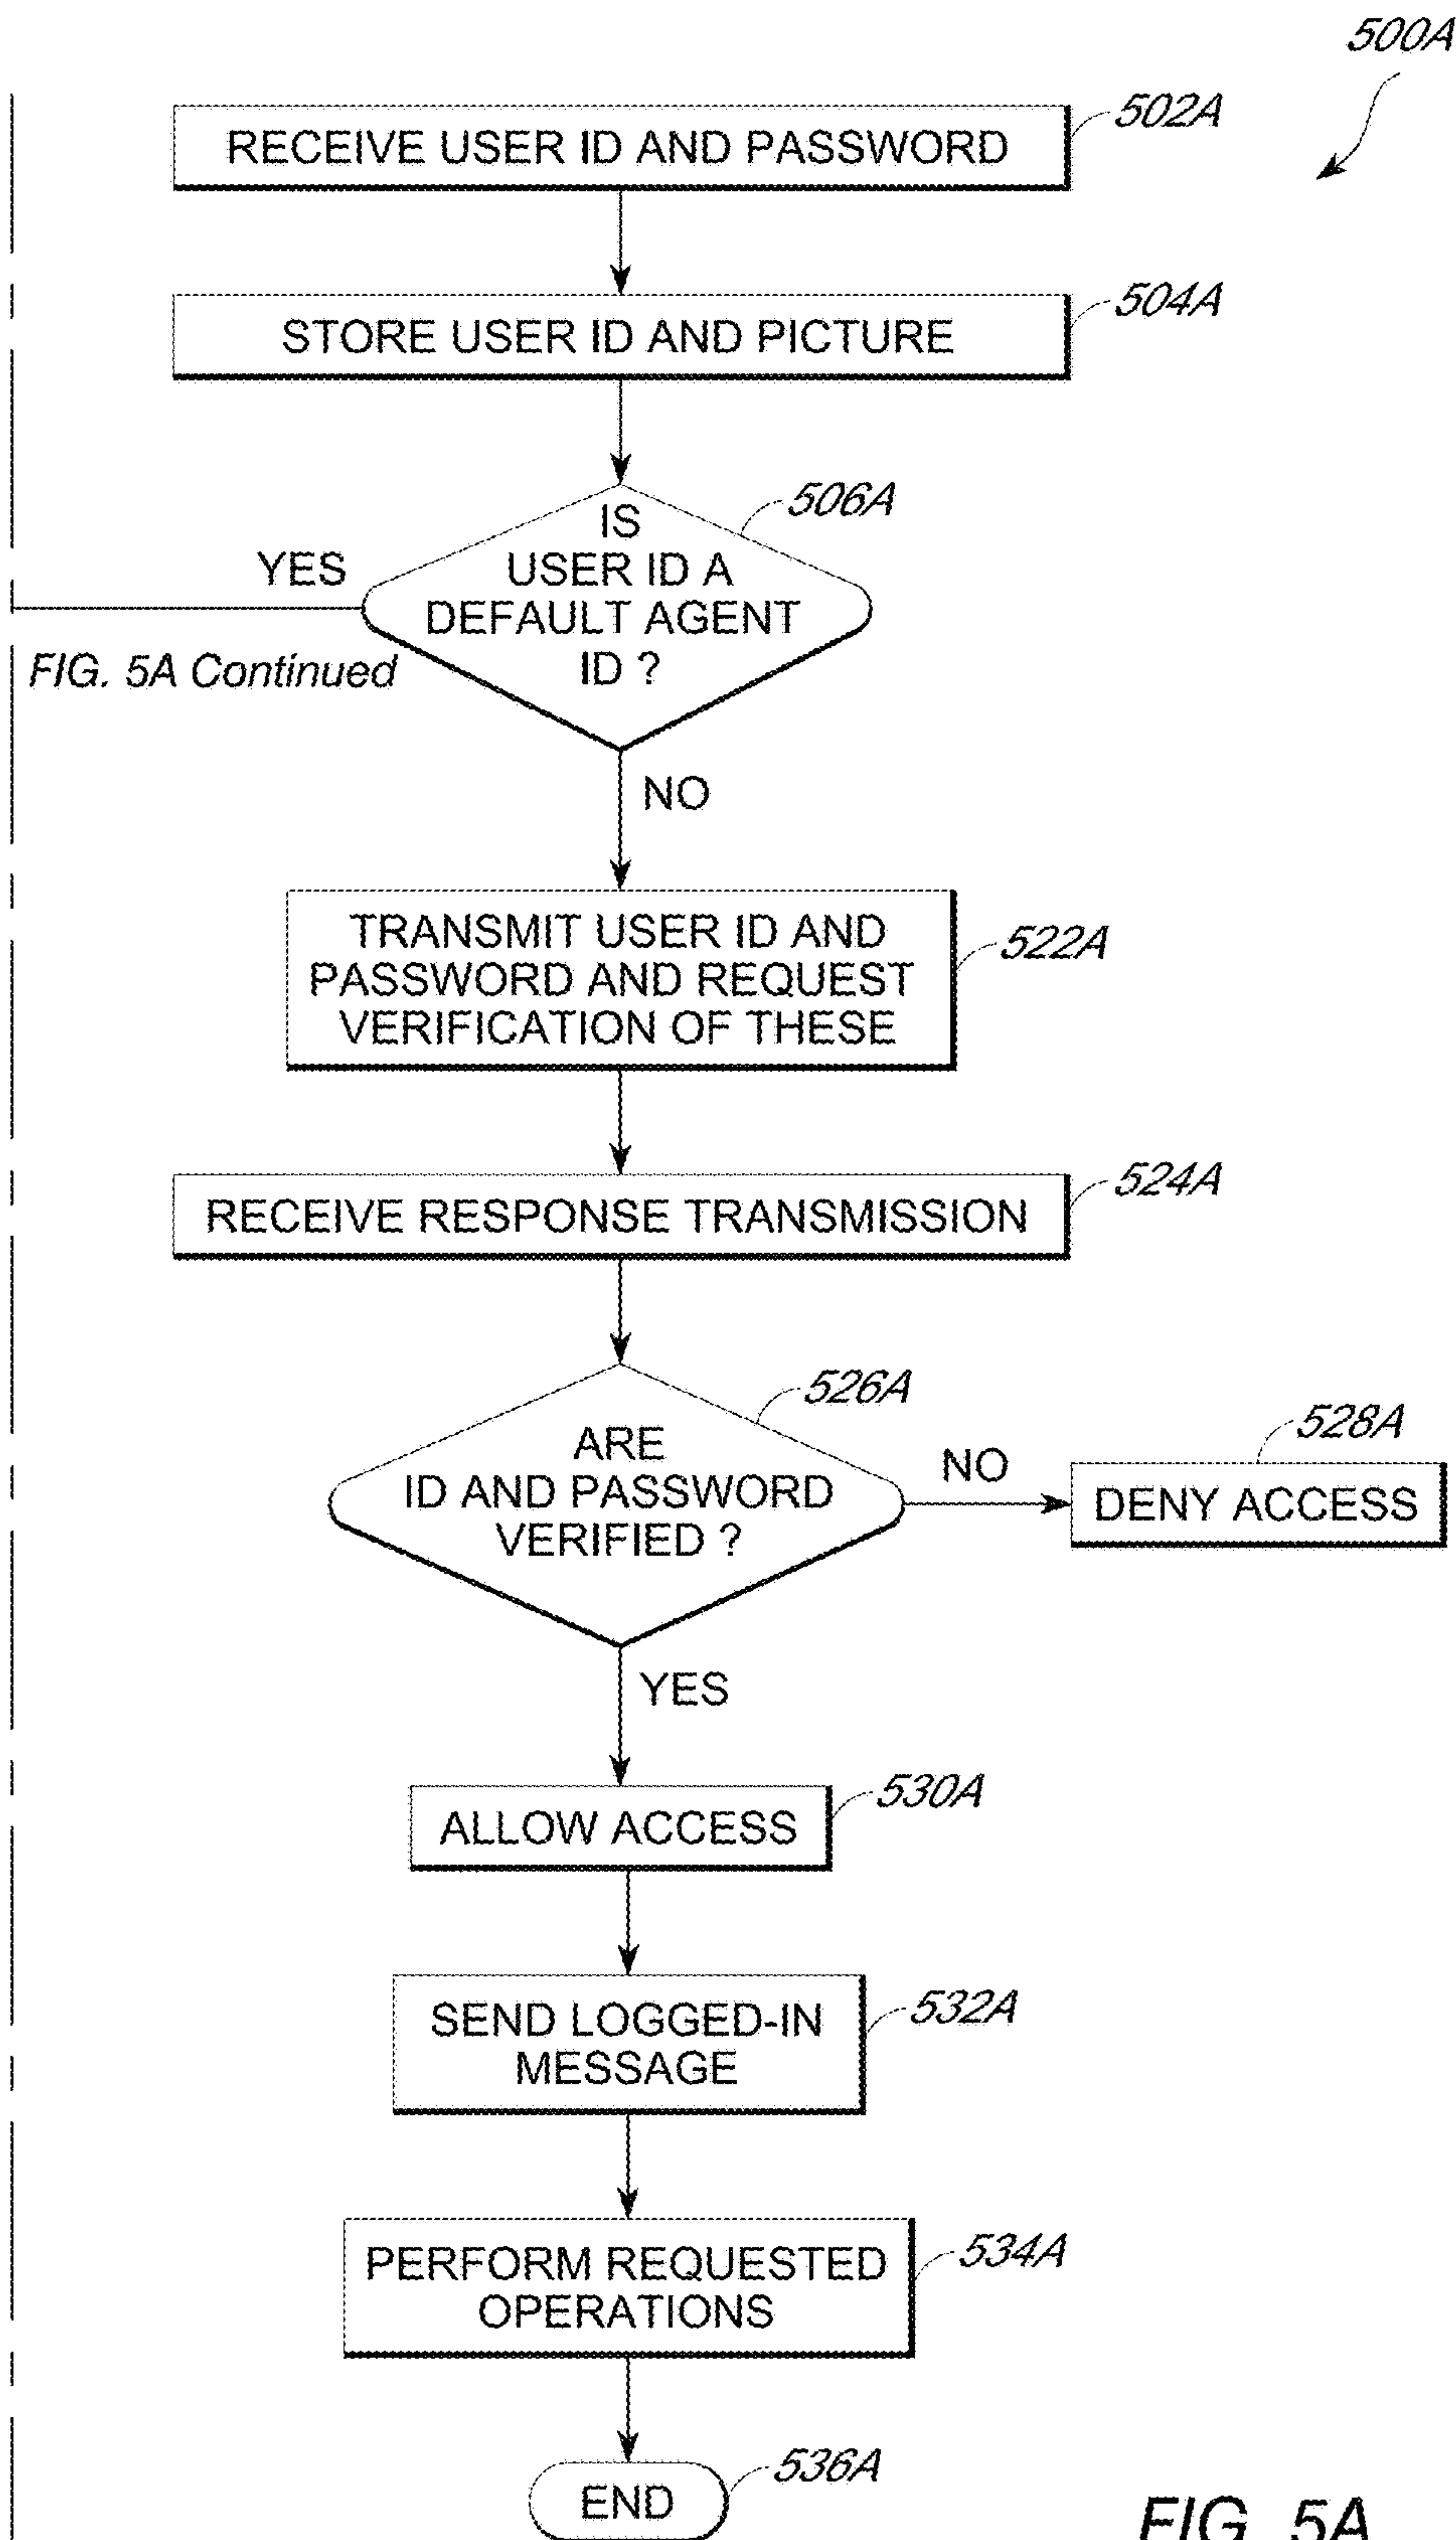 500A
RECEIVE USER ID AND PASSWORD
502A
STORE USER ID AND PICTURE
504A
IS
USER ID A
DEFAULT AGENT
ID ?
506A
YES
FIG. 5A Continued
NO
TRANSMIT USER ID AND
PASSWORD AND REQUEST
VERIFICATION OF THESE
522A
RECEIVE RESPONSE TRANSMISSION
524A
ARE
ID AND PASSWORD
VERIFIED ?
526A
NO
DENY ACCESS
528A
YES
ALLOW ACCESS
530A
SEND LOGGED-IN
MESSAGE
532A
PERFORM REQUESTED
OPERATIONS
534A
END
536A
FIG. 5A